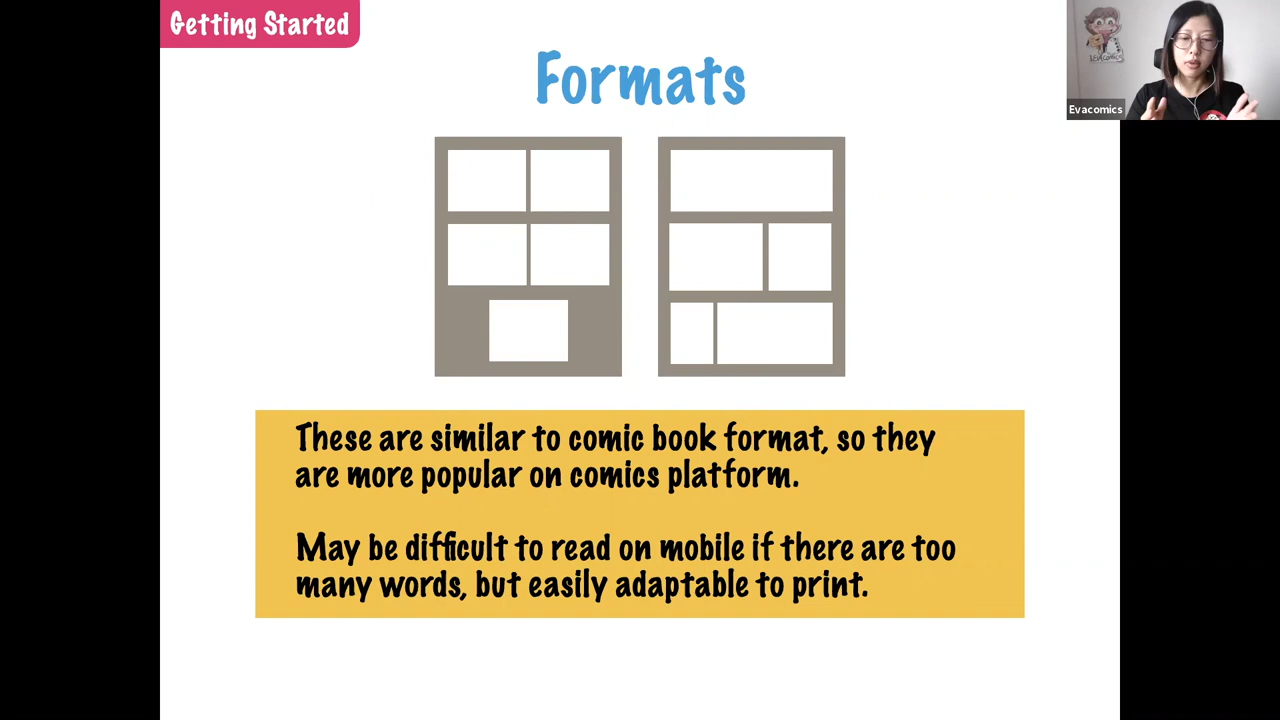 Getting Started
Formats
Evacomics
These are similar to comic book format, so they
are more popular on comics platform.
May be difficult to read on mobile if there are too
many words, but easily adaptable to print.